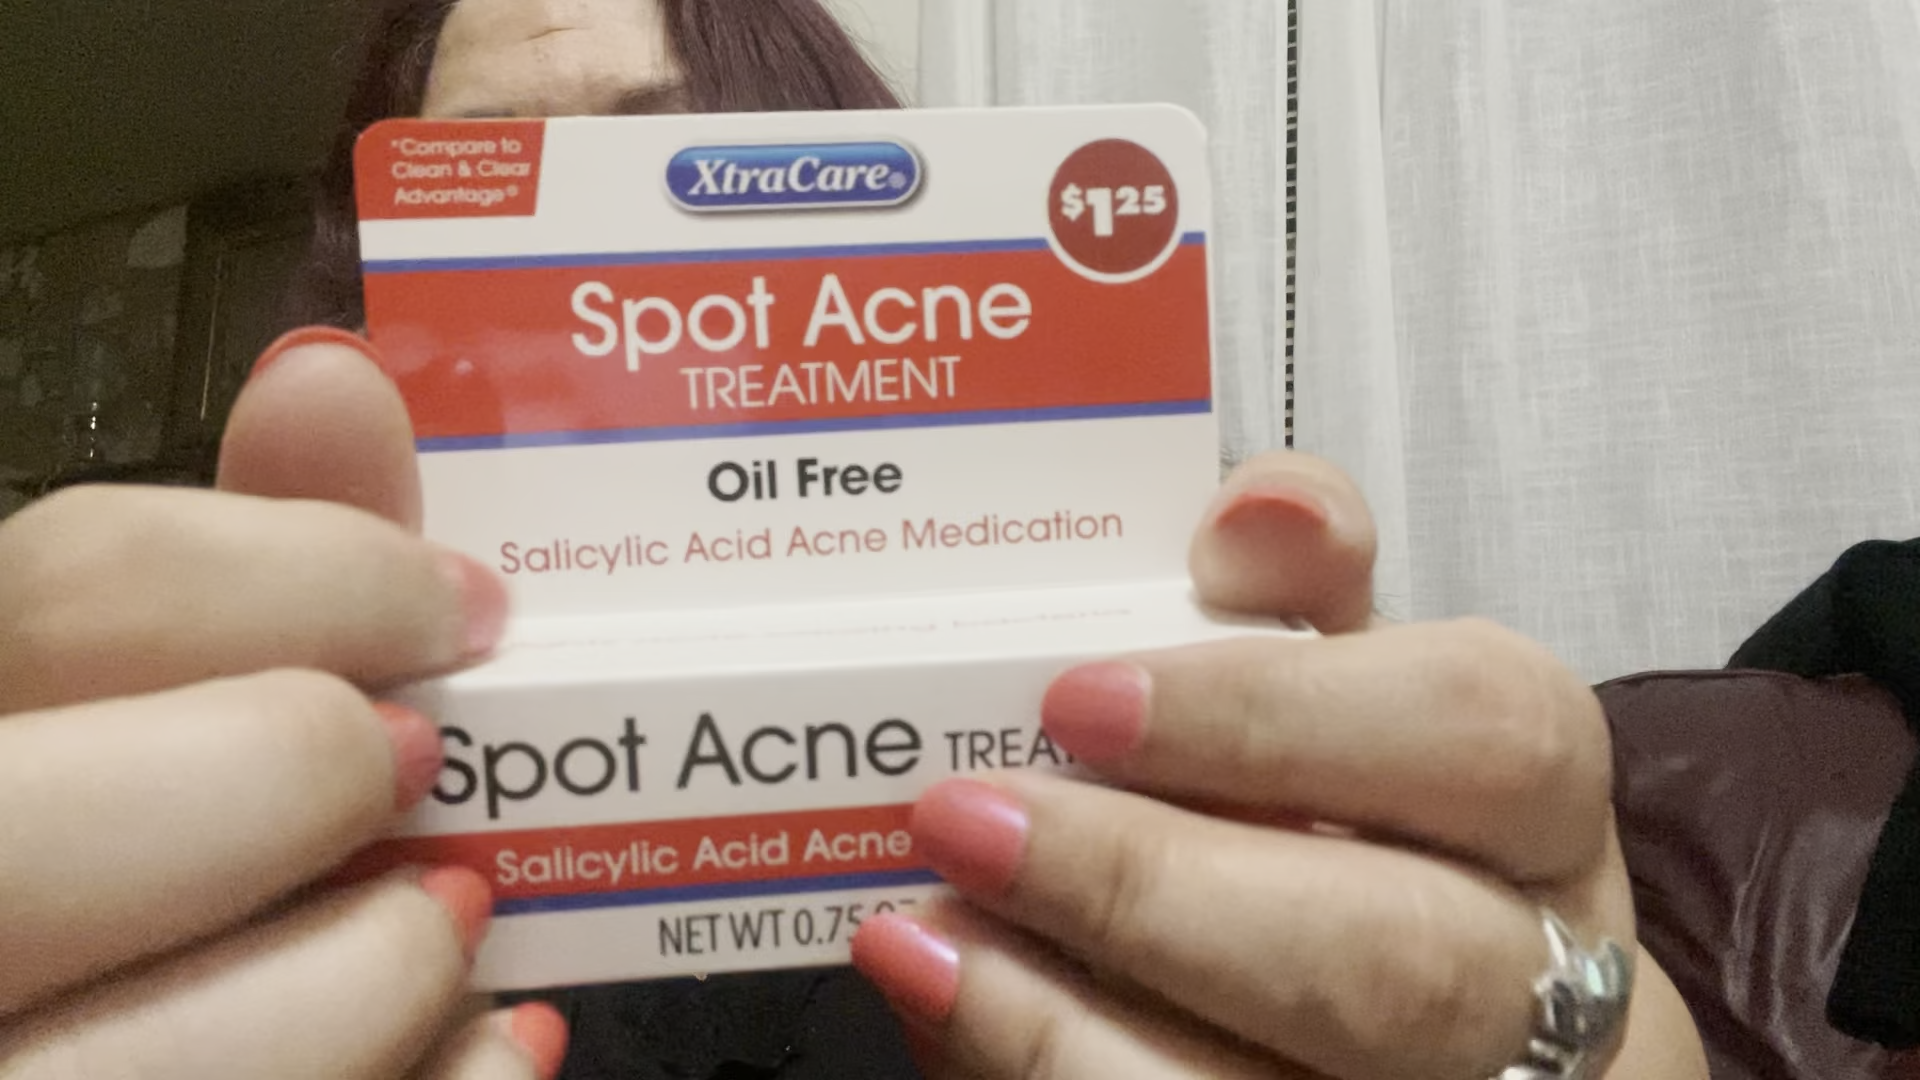 *Compare to
Clean & Clear
Advantage®
XtraCare®
$1.25
Spot Acne
TREATMENT
Oil Free
Salicylic Acid Acne Medication
Spot Acne
Salicylic Acid Acne
NET WT 0.75